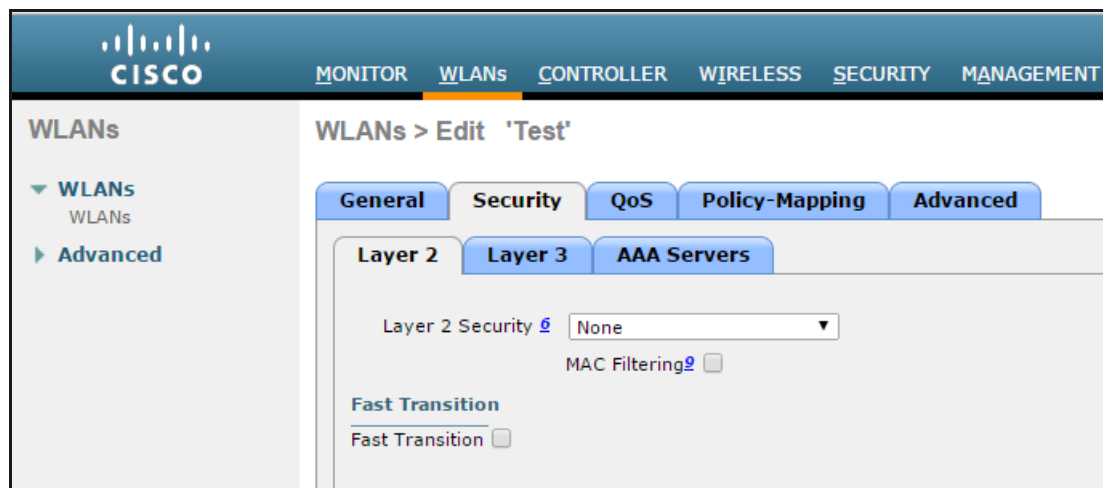 CISCO
MONITOR WLANs CONTROLLER WIRELESS SECURITY MANAGEMENT
WLANs
WLANs > Edit 'Test'
WLANs
WLANs
Advanced
General Security QoS Policy-Mapping Advanced
Layer 2 Layer 3 AAA Servers
Layer 2 Security 6 None
MAC Filtering9
Fast Transition
Fast Transition